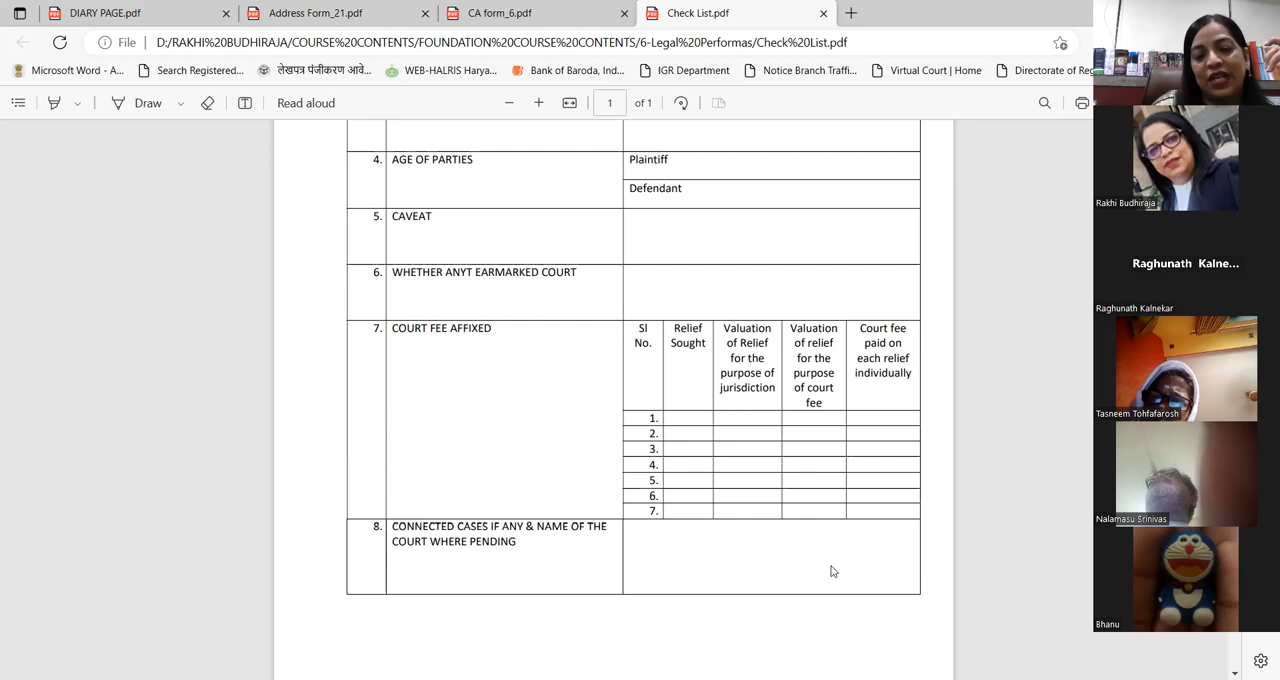 DIARY PAGE.pdf
Address Form_21.pdf
CA form_6.pdf
Check List.pdf
File
D:/RAKHI%20BUDHIRAJA/COURSE%20CONTENTS/FOUNDATION%20COURSE%20CONTENTS/6-Legal%20Performas/Check%20List.pdf
Microsoft Word - A...
Search Registered...
लेखपत्र पंजीकरण आवे...
WEB-HALRIS Harya...
Bank of Baroda, Ind...
IGR Department
Notice Branch Traffi...
Virtual Court | Home
Directorate of Reg
Draw
Read aloud
1
of 1
4. AGE OF PARTIES
Plaintiff
Defendant
5. CAVEAT
6. WHETHER ANYT EARMARKED COURT
7. COURT FEE AFFIXED
Sl
No.
Relief
Sought
Valuation
of Relief
for the
purpose of
jurisdiction
Valuation
of relief
for the
purpose
of court
fee
Court fee
paid on
each relief
individually
1.
2.
3.
4.
5.
6.
7.
8. CONNECTED CASES IF ANY & NAME OF THE
COURT WHERE PENDING
Rakhi Budhiraja
Raghunath Kalne...
Raghunath Kalnekar
Tasneem Tohfafarosh
Nalamasu Srinivas
Bhanu